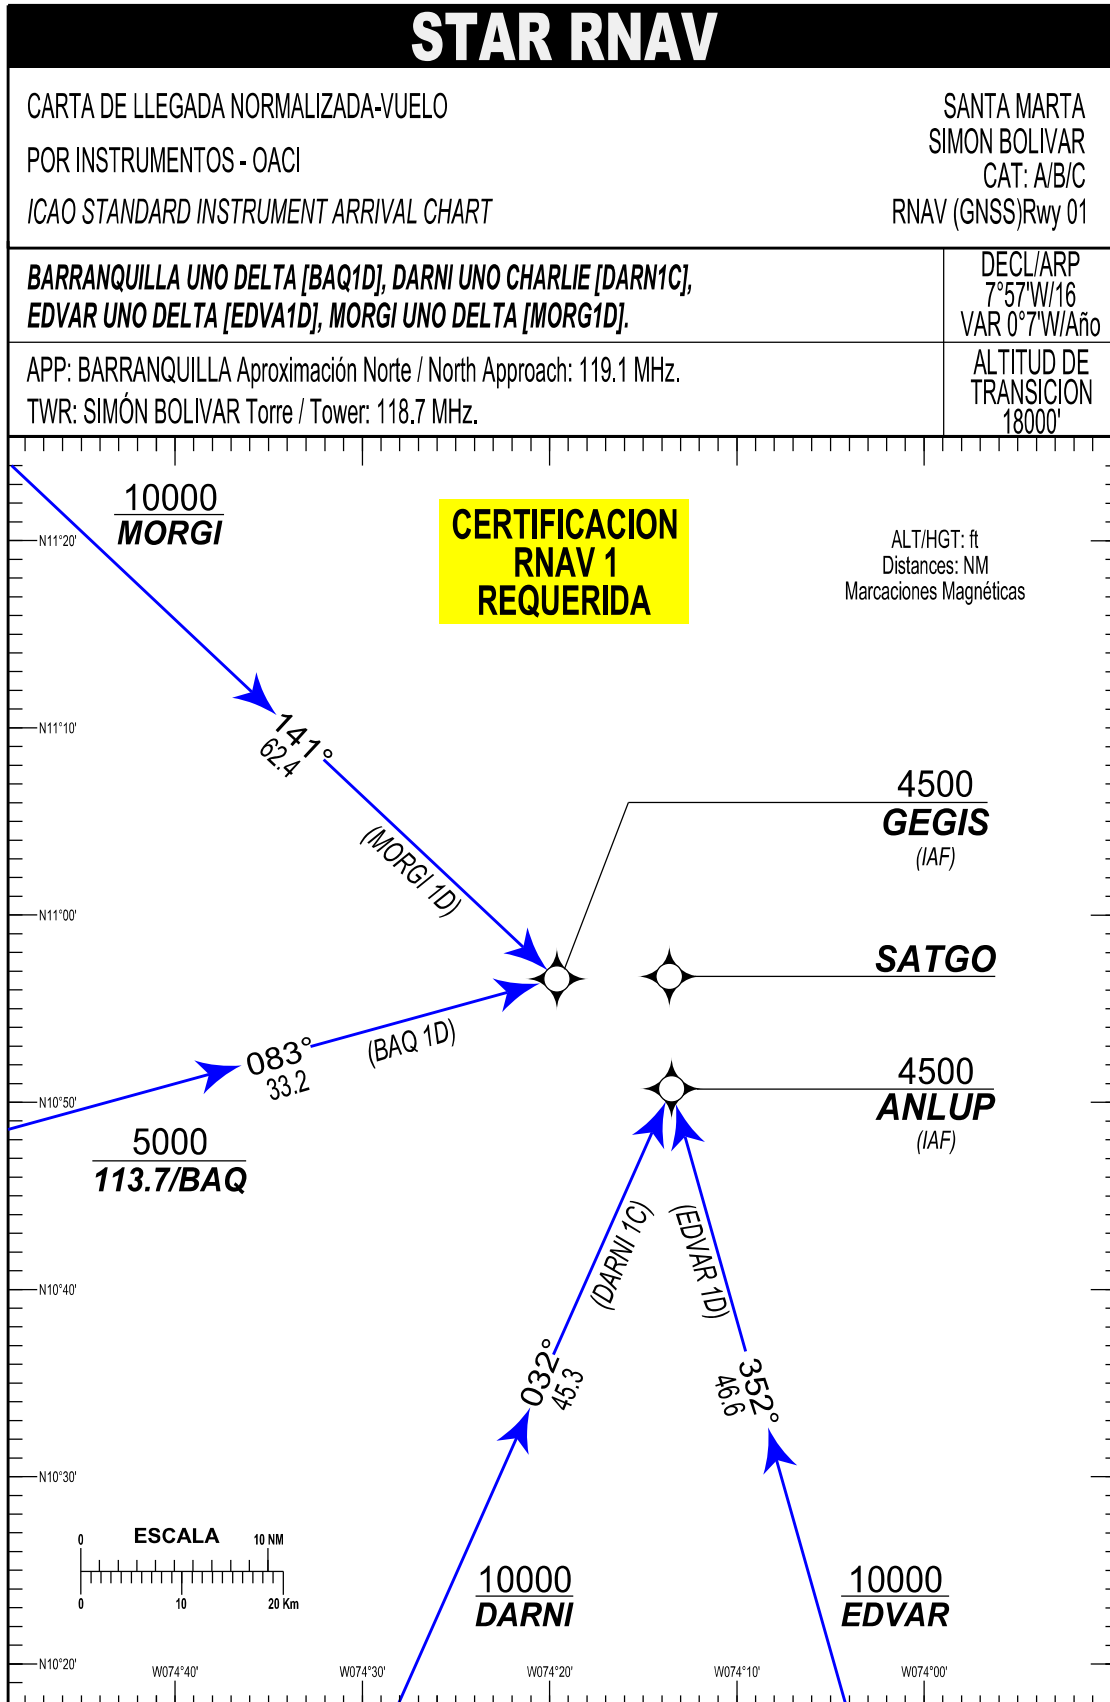 STAR RNAV
CARTA DE LLEGADA NORMALIZADA-VUELO
POR INSTRUMENTOS - OACI
ICAO STANDARD INSTRUMENT ARRIVAL CHART
SANTA MARTA
SIMON BOLIVAR
CAT: A/B/C
RNAV (GNSS)Rwy 01
BARRANQUILLA UNO DELTA [BAQ1D], DARNI UNO CHARLIE [DARN1C],
EDVAR UNO DELTA [EDVA1D], MORGI UNO DELTA [MORG1D].
DECL/ARP
7°57'W/16
VAR 0°7'W/Año
APP: BARRANQUILLA Aproximación Norte / North Approach: 119.1 MHz.
TWR: SIMÓN BOLIVAR Torre / Tower: 118.7 MHz.
ALTITUD DE
TRANSICION
18000'
10000
MORGI
CERTIFICACION
RNAV 1
REQUERIDA
ALT/HGT: ft
Distances: NM
Marcaciones Magnéticas
N11°20'
N11°10'
141°
62.4
(MORGI 1D)
4500
GEGIS
(IAF)
N11°00'
SATGO
083°
33.2
(BAQ 1D)
4500
ANLUP
(IAF)
N10°50'
5000
113.7/BAQ
(DARNI 1C)
(EDVAR 1D)
N10°40'
032°
45.3
352°
46.6
N10°30'
ESCALA
0
10 NM
0
10
20 Km
10000
DARNI
10000
EDVAR
N10°20'
W074°40'
W074°30'
W074°20'
W074°10'
W074°00'